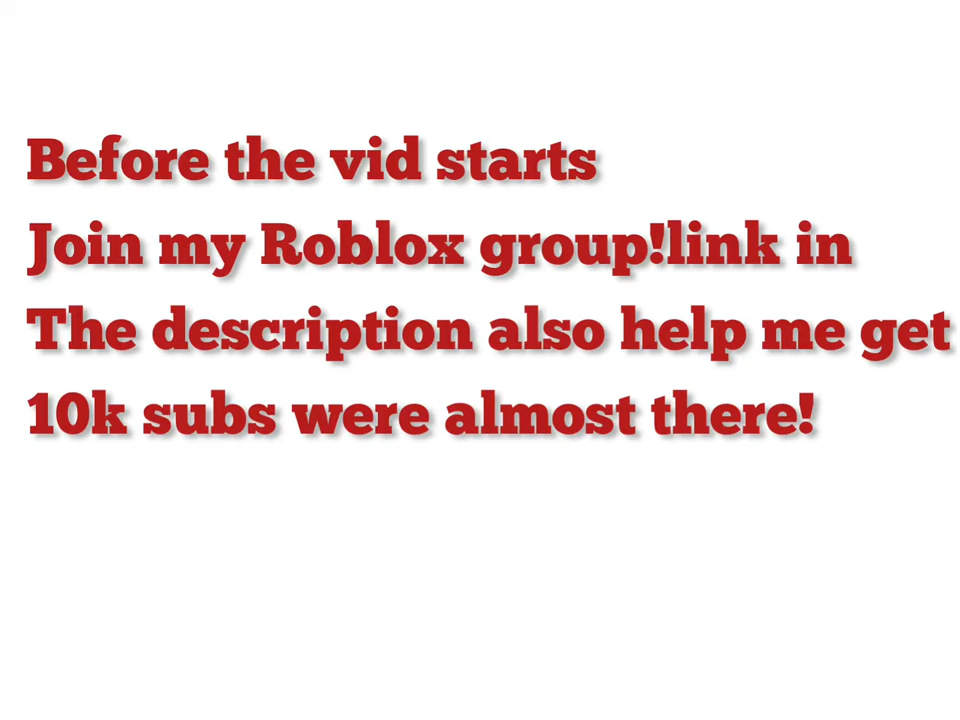 Before the vid starts
Join my Roblox group!link in
The description also help me get
10k subs were almost there!